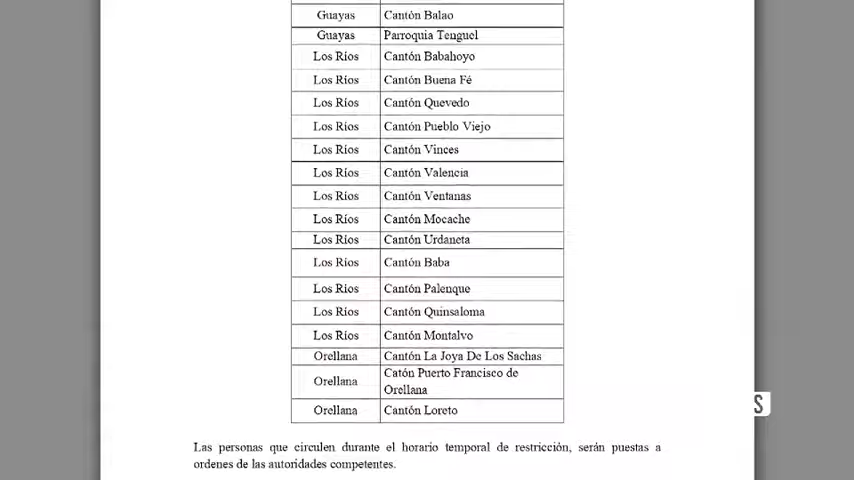 Guayas Cantón Balao
Guayas Parroquia Tenguel
Los Ríos Cantón Babahoyo
Los Ríos Cantón Buena Fé
Los Ríos Cantón Quevedo
Los Ríos Cantón Pueblo Viejo
Los Ríos Cantón Vinces
Los Ríos Cantón Valencia
Los Ríos Cantón Ventanas
Los Ríos Cantón Mocache
Los Ríos Cantón Urdaneta
Los Ríos Cantón Baba
Los Ríos Cantón Palenque
Los Ríos Cantón Quinsaloma
Los Ríos Cantón Montalvo
Orellana Cantón La Joya De Los Sachas
Orellana Catón Puerto Francisco de
Orellana
Orellana Cantón Loreto
Las personas que circulen durante el horario temporal de restricción, serán puestas a
ordenes de las autoridades competentes.
S